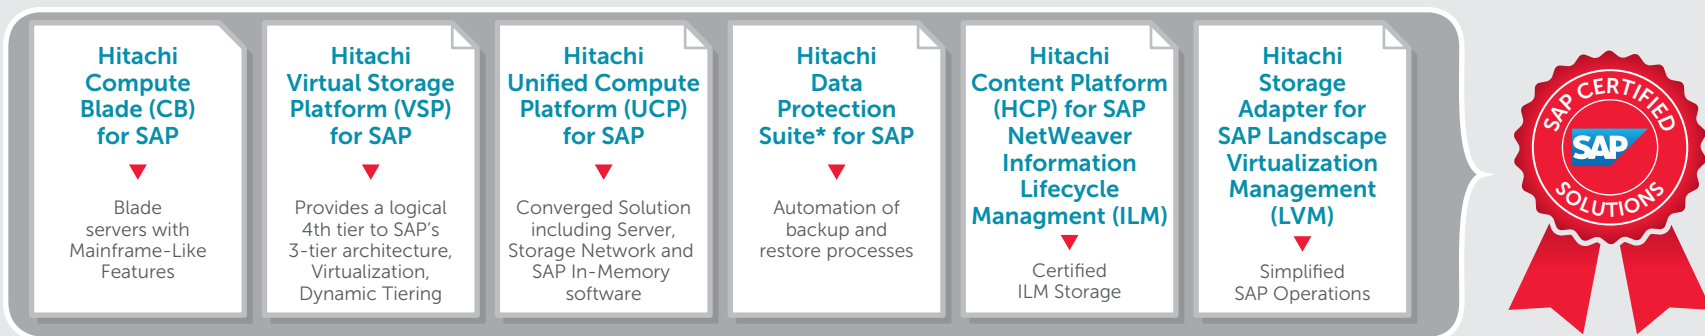 Hitachi
Compute
Blade (CB)
for SAP
Blade
servers with
Mainframe-Like
Features
Hitachi
Virtual Storage
Platform (VSP)
for SAP
Provides a logical
4th tier to SAP's
3-tier architecture,
Virtualization,
Dynamic Tiering
Hitachi
Unified Compute
Platform (UCP)
for SAP
Converged Solution
including Server,
Storage Network and
SAP In-Memory
software
Hitachi
Data
Protection
Suite* for SAP
Automation of
backup and
restore processes
Hitachi
Content Platform
(HCP) for SAP
NetWeaver
Information
Lifecycle
Managment (ILM)
Certified
ILM Storage
Hitachi
Storage
Adapter for
SAP Landscape
Virtualization
Management
(LVM)
Simplified
SAP Operations
SAP CERTIFIED
SAP
SOLUTIONS